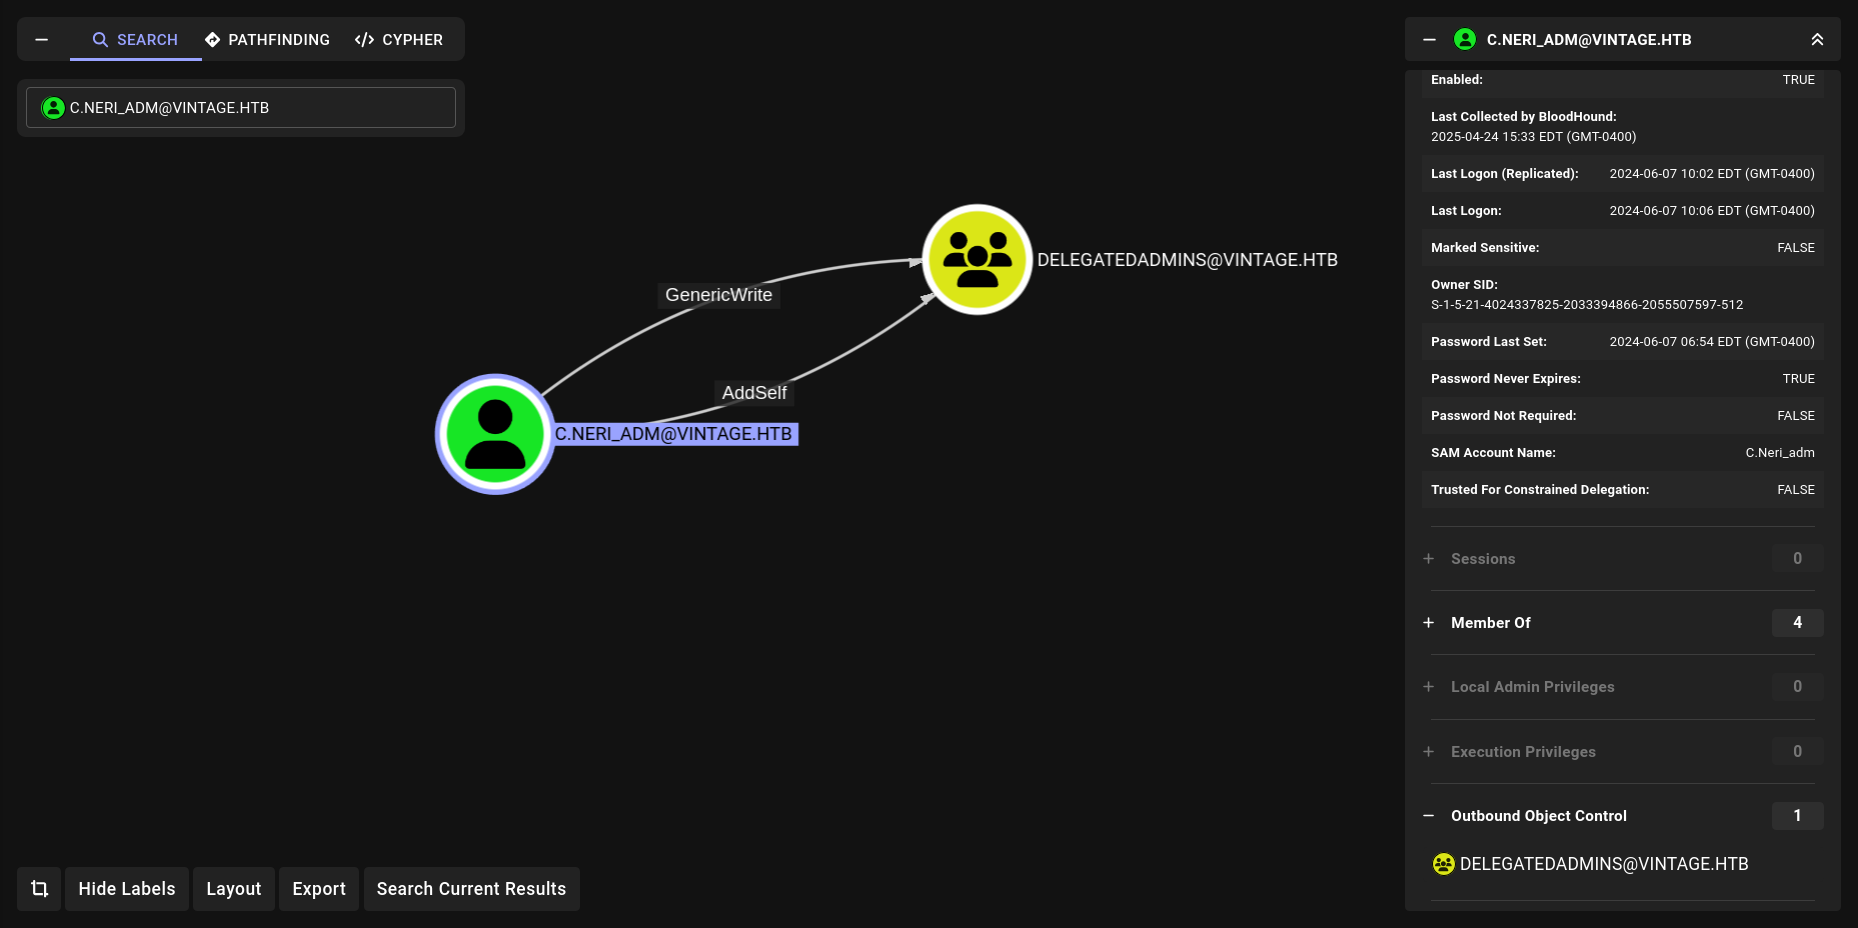 SEARCH PATHFINDING CYPHER
C.NERI_ADM@VINTAGE.HTB
GenericWrite
DELEGATEDADMINS@VINTAGE.HTB
AddSelf
C.NERI_ADM@VINTAGE.HTB
Hide Labels Layout Export Search Current Results
C.NERI_ADM@VINTAGE.HTB
Enabled: TRUE
Last Collected by BloodHound:
2025-04-24 15:33 EDT (GMT-0400)
Last Logon (Replicated): 2024-06-07 10:02 EDT (GMT-0400)
Last Logon: 2024-06-07 10:06 EDT (GMT-0400)
Marked Sensitive: FALSE
Owner SID:
S-1-5-21-4024337825-2033394866-2055507597-512
Password Last Set: 2024-06-07 06:54 EDT (GMT-0400)
Password Never Expires: TRUE
Password Not Required: FALSE
SAM Account Name: C.Neri_adm
Trusted For Constrained Delegation: FALSE
Sessions 0
Member Of 4
Local Admin Privileges 0
Execution Privileges 0
Outbound Object Control 1
DELEGATEDADMINS@VINTAGE.HTB